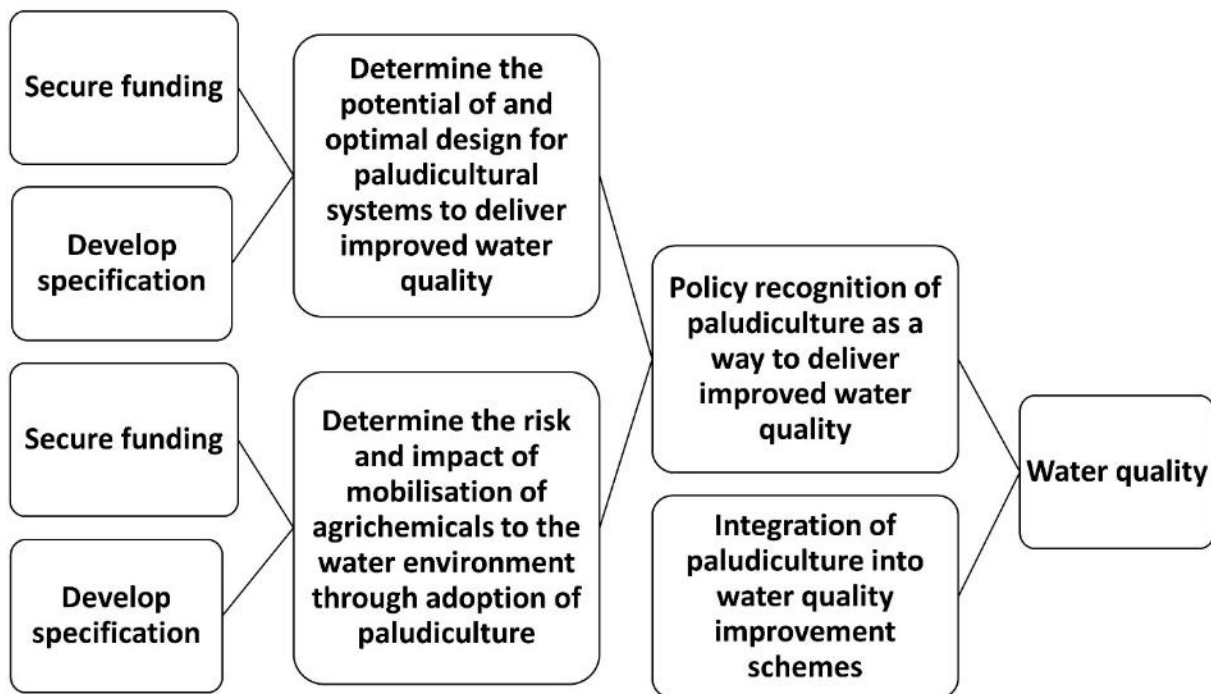 Secure funding
Develop
specification
Secure funding
Develop
specification
Determine the
potential of and
optimal design for
paludicultural
systems to deliver
improved water
quality
Determine the risk
and impact of
mobilisation of
agrichemicals to the
water environment
through adoption of
paludiculture
Policy recognition of
paludiculture as a
way to deliver
improved water
quality
Integration of
paludiculture into
water quality
improvement
schemes
Water quality